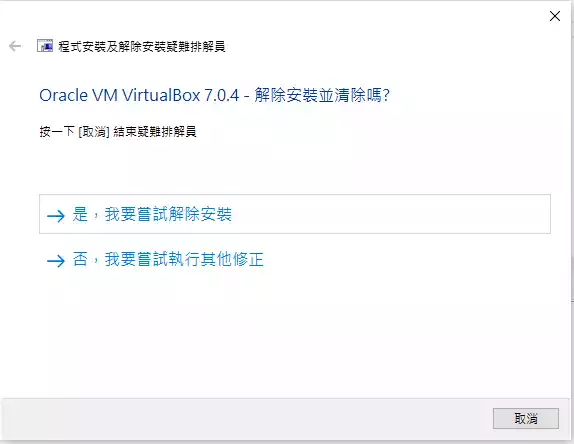 程式安裝及解除安裝疑難排解員
Oracle VM VirtualBox 7.0.4 - 解除安裝並清除嗎?
按一下 [取消] 結束疑難排解員
是，我要嘗試解除安裝
否，我要嘗試執行其他修正
取消